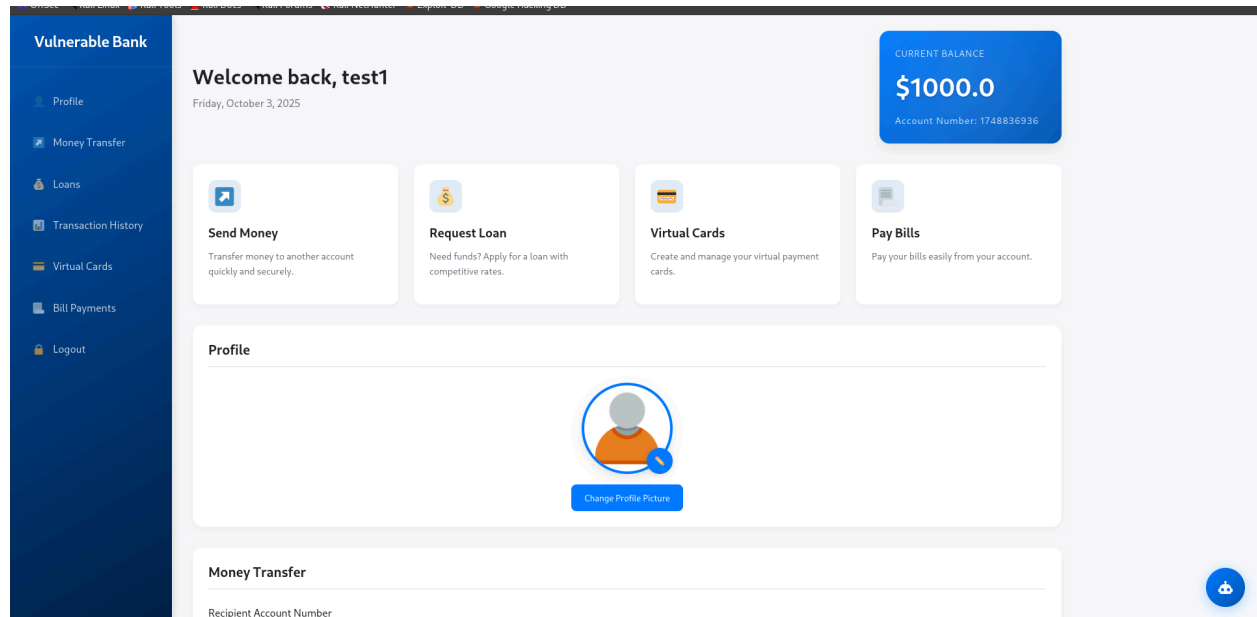 Vulnerable Bank
Profile
Money Transfer
Loans
Transaction History
Virtual Cards
Bill Payments
Logout
Welcome back, test1
Friday, October 3, 2025
CURRENT BALANCE
$1000.0
Account Number: 1748836936
Send Money
Transfer money to another account
quickly and securely.
Request Loan
Need funds? Apply for a loan with
competitive rates.
Virtual Cards
Create and manage your virtual payment
cards.
Pay Bills
Pay your bills easily from your account.
Profile
Change Profile Picture
Money Transfer
Recipient Account Number